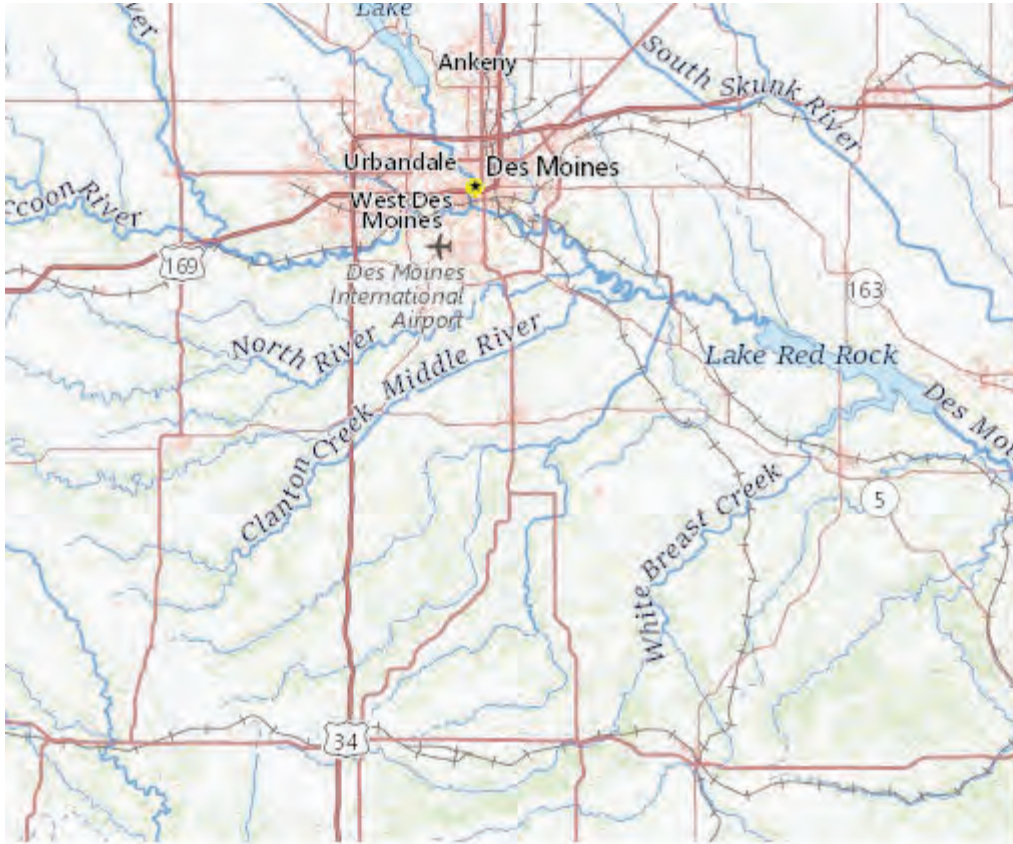 Lake
Ankeny
South Skunk River
Urbandale
Des Moines
West Des
Moines
ccoon River
ver
169
Des Moines
International
Airport
163
North River
Middle River
Lake Red Rock
Des Mo
Clanton Creek
White Breast Creek
5
34